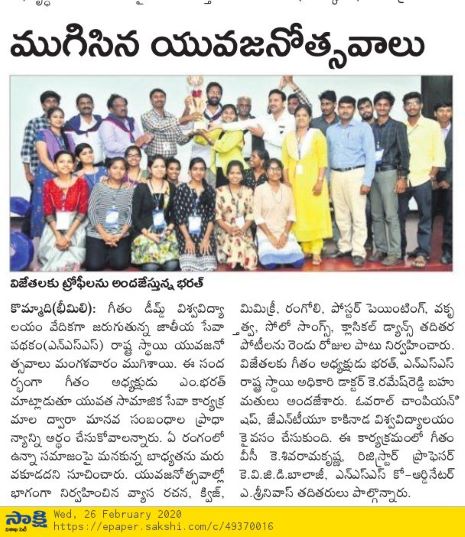 ముగిసిన యువజనోత్సవాలు
విజేతలకు ట్రోఫీలను అందజేస్తున్న భరత్
కొమ్మాది(భీమిలి): గీతం డీమ్డ్ విశ్వవిద్యా
లయం వేదికగా జరుగుతున్న జాతీయ సేవా
పథకం(ఎన్ఎస్ఎస్) రాష్ట్ర స్థాయి యువజనో
త్సవాలు మంగళవారం ముగిశాయి. ఈ సంద
ర్భంగా గీతం అధ్యక్షుడు ఎం.భరత్
మాట్లాడుతూ యువత సామాజిక సేవా కార్యక్ర
మాల ద్వారా మానవ సంబంధాల ప్రాధా
న్యాన్ని అర్థం చేసుకోవాలన్నారు. ఏ రంగంలో
ఉన్నా సమాజంపై మనకున్న బాధ్యతను మరు
వకూడదని సూచించారు. యువజనోత్సవాల్లో
భాగంగా నిర్వహించిన వ్యాస రచన, క్విజ్,
మిమిక్రీ, రంగోలి, పోస్టర్ పెయింటింగ్, వకృ
త్వ, సోలో సాంగ్స్, క్లాసికల్ డ్యాన్స్ తదితర
పోటీలను రెండు రోజుల పాటు నిర్వహించారు.
విజేతలకు గీతం అధ్యక్షుడు భరత్, ఎన్ఎస్ఎస్
రాష్ట్ర స్థాయి అధికారి డాక్టర్ కె.రమేష్‌రెడ్డి బహు
మతులు అందజేశారు. ఓవరాల్ చాంపియన్
షిప్, జేఎన్‌టీయూ కాకినాడ విశ్వవిద్యాలయం
కైవసం చేసుకుంది. ఈ కార్యక్రమంలో గీతం
వీసీ కె.శివరామకృష్ణ, రిజిస్ట్రార్ ప్రొఫెసర్
కె.వి.జి.డి.బాలాజీ, ఎన్ఎస్ఎస్ కో-ఆర్డినేటర్
ఎ.శ్రీనివాస్ తదితరులు పాల్గొన్నారు.
సాక్షి Wed, 26 February 2020
https://epaper.sakshi.com/c/49370016